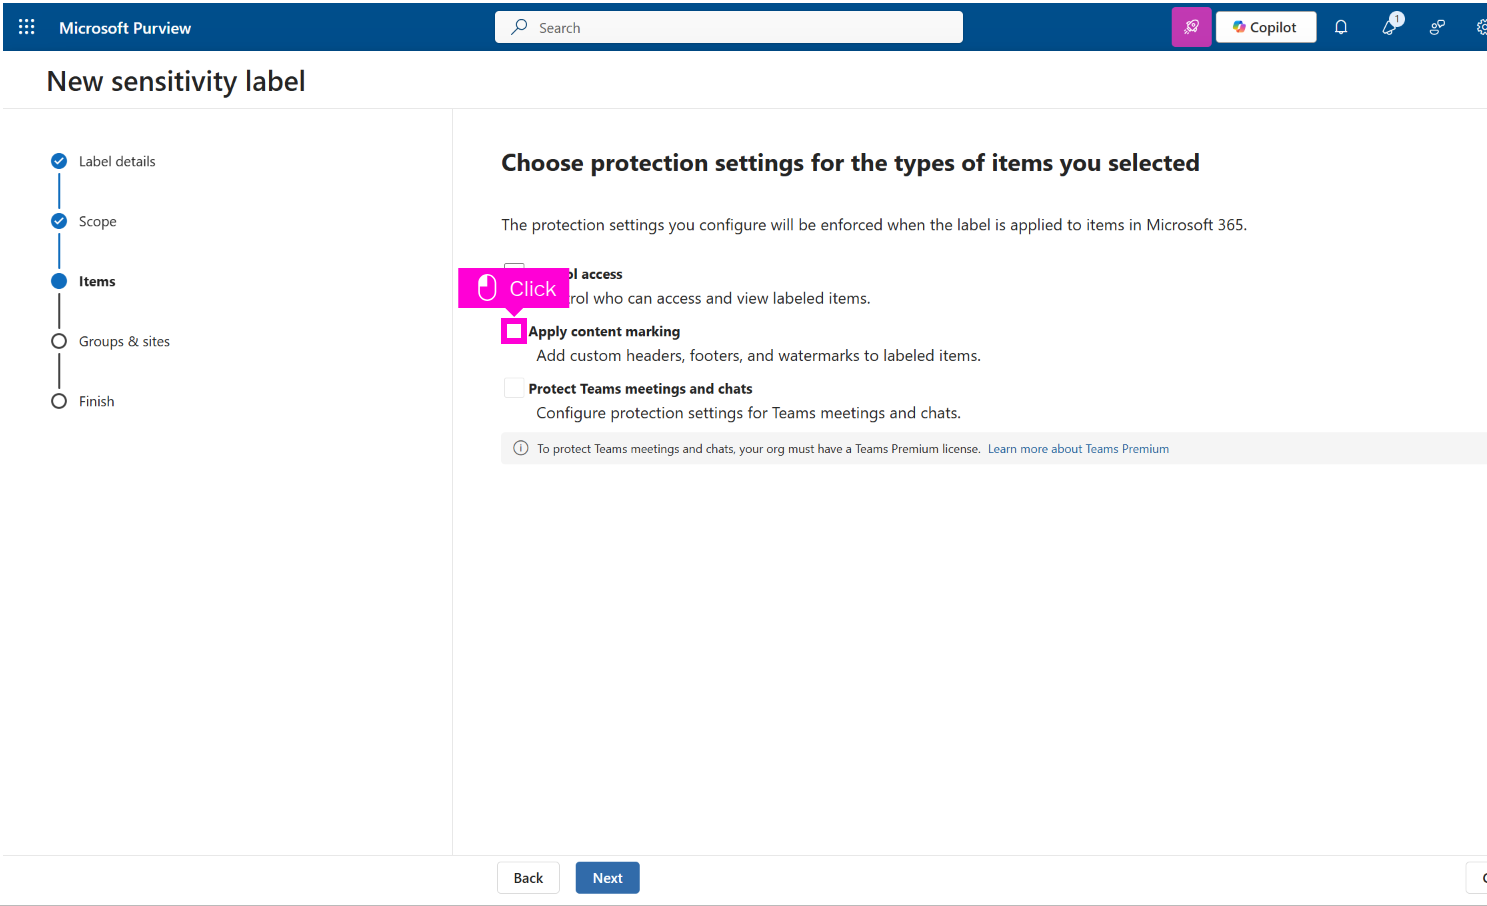 Microsoft Purview
Search
Copilot
1
New sensitivity label
Label details
Scope
Items
Groups & sites
Finish
Choose protection settings for the types of items you selected
The protection settings you configure will be enforced when the label is applied to items in Microsoft 365.
access
who can access and view labeled items.
Click
Apply content marking
Add custom headers, footers, and watermarks to labeled items.
Protect Teams meetings and chats
Configure protection settings for Teams meetings and chats.
To protect Teams meetings and chats, your org must have a Teams Premium license. Learn more about Teams Premium
Back
Next